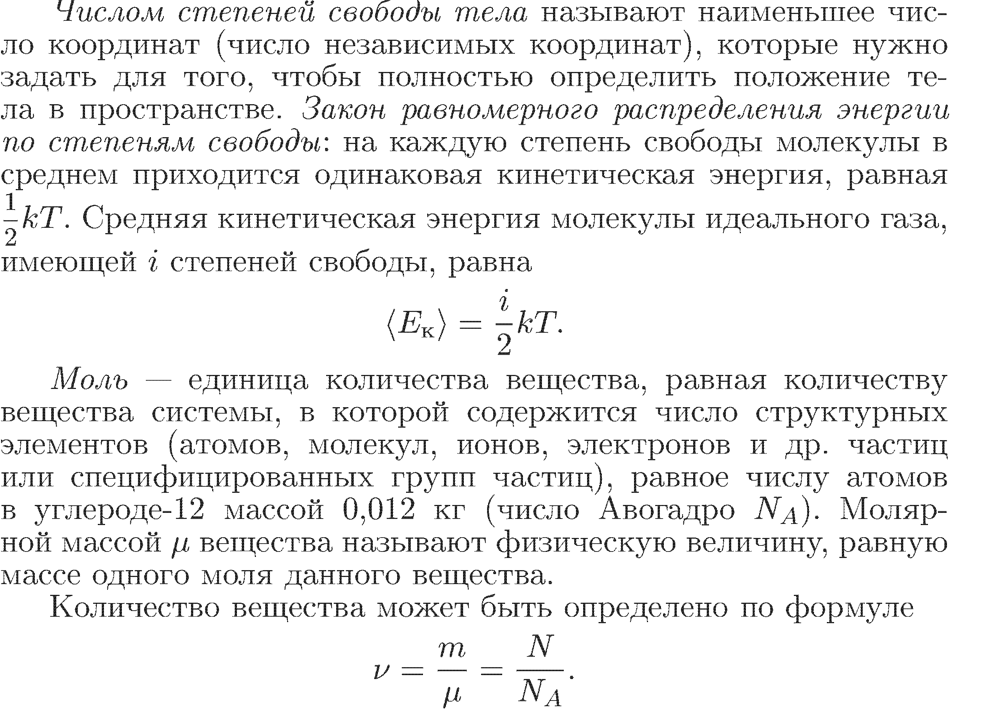 Числом степеней свободы тела называют наименьшее чис-
ло координат (число независимых координат), которые нужно
задать для того, чтобы полностью определить положение те-
ла в пространстве. Закон равномерного распределения энергии
по степеням свободы: на каждую степень свободы молекулы в
среднем приходится одинаковая кинетическая энергия, равная
$\frac{1}{2}kT$. Средняя кинетическая энергия молекулы идеального газа,
имеющей $i$ степеней свободы, равна
$\langle E_{\text{к}} \rangle = \frac{i}{2}kT.$
Моль — единица количества вещества, равная количеству
вещества системы, в которой содержится число структурных
элементов (атомов, молекул, ионов, электронов и др. частиц
или специфицированных групп частиц), равное числу атомов
в углероде-12 массой 0,012 кг (число Авогадро $N_A$). Моляр-
ной массой $\mu$ вещества называют физическую величину, равную
массе одного моля данного вещества.
Количество вещества может быть определено по формуле
$\nu = \frac{m}{\mu} = \frac{N}{N_A}.$